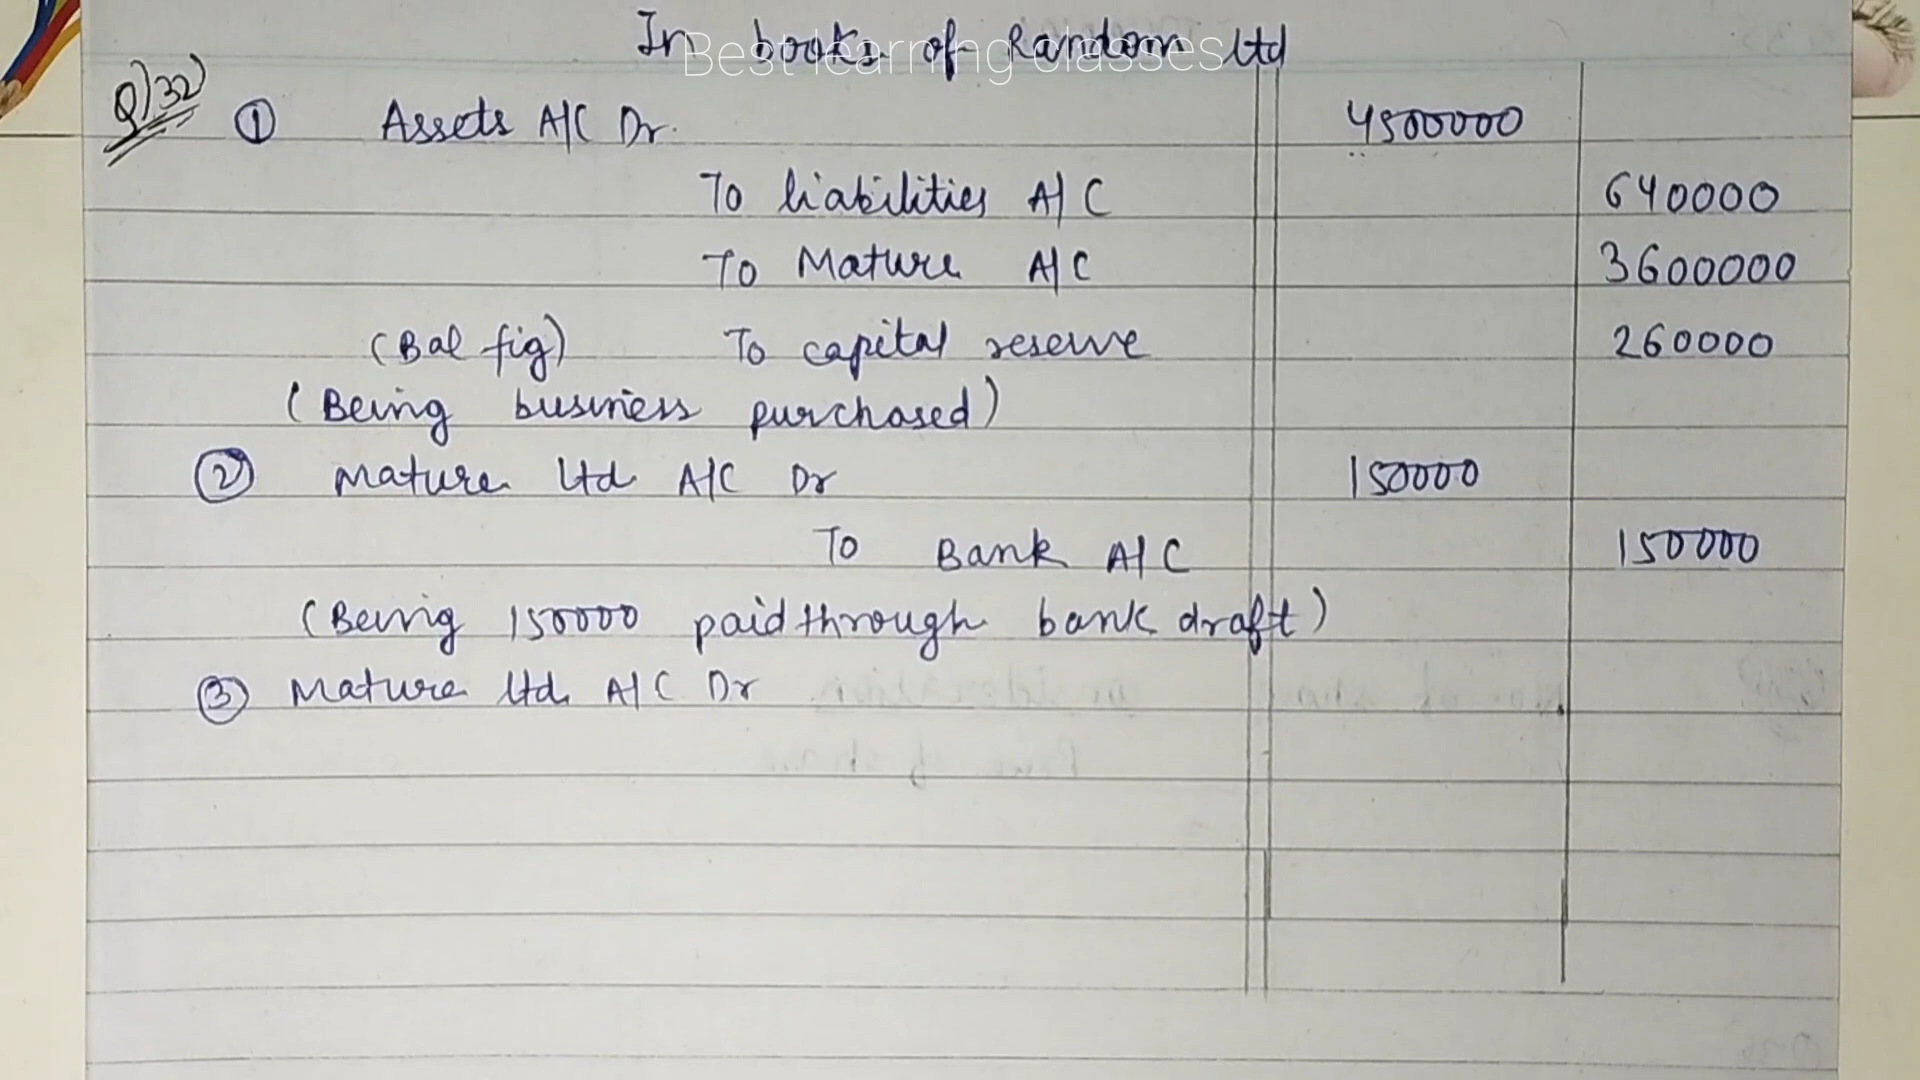 In books of Random ltd
Best learning classes
Q)32)
① Assets A/C Dr. 4500000
To liabilities A/C 640000
To Mature A/C 3600000
(Bal fig) To capital reserve 260000
(Being business purchased)
② Mature ltd A/C Dr 150000
To Bank A/C 150000
(Being 150000 paid through bank draft)
③ Mature ltd A/C Dr